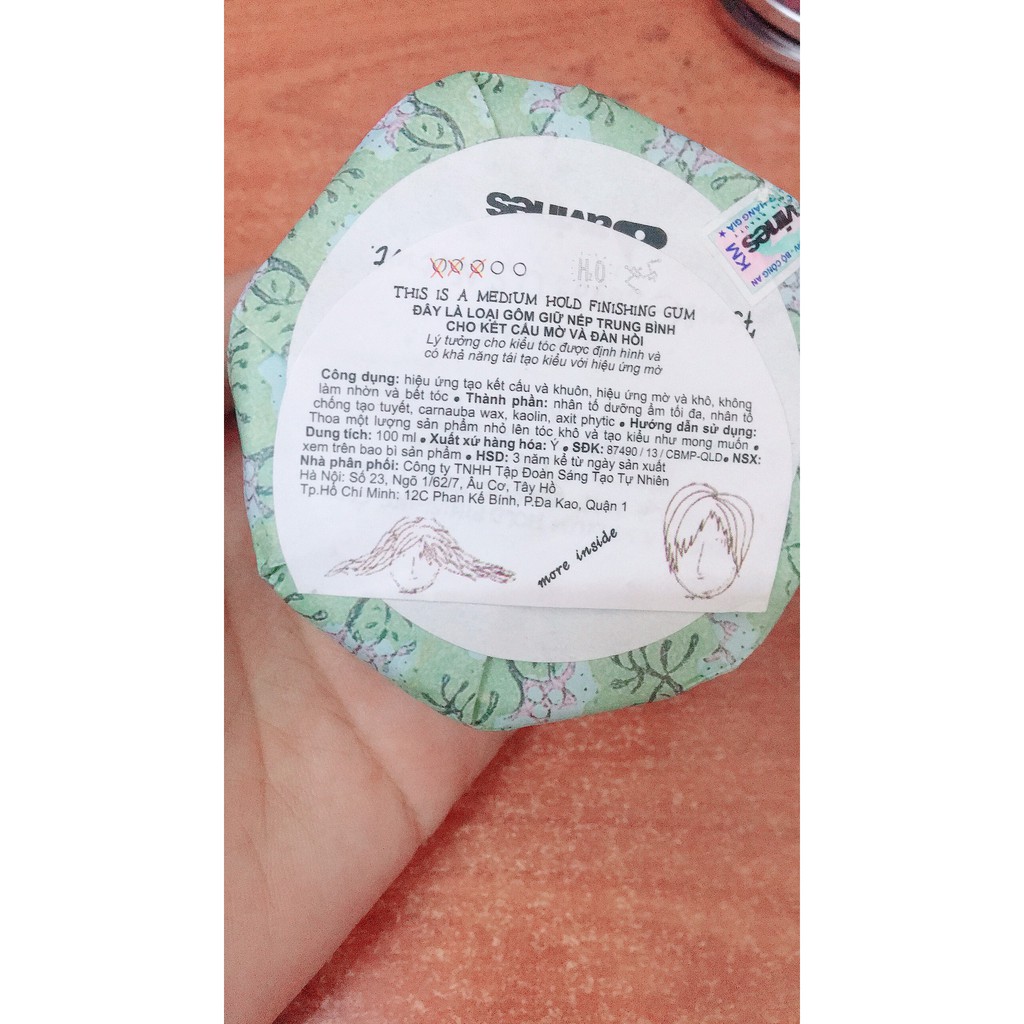 THIS IS A MEDIUM HOLD FINISHING GUM
ĐÂY LÀ LOẠI GÔM GIỮ NẾP TRUNG BÌNH
CHO KẾT CẤU MỜ VÀ ĐÀN HỒI
Lý tưởng cho kiểu tóc được định hình và
có khả năng tái tạo kiểu với hiệu ứng mờ
Công dụng: hiệu ứng tạo kết cấu và khuôn, hiệu ứng mờ và khô, không
làm nhờn và bết tóc • Thành phần: nhân tố dưỡng ẩm tối đa, nhân tố
chống tạo tuyết, carnauba wax, kaolin, axit phytic • Hướng dẫn sử dụng:
Thoa một lượng sản phẩm nhỏ lên tóc khô và tạo kiểu như mong muốn •
Dung tích: 100 ml • Xuất xứ hàng hóa: Ý • SĐK: 87490 / 13 / CBMP-QLD • NSX:
xem trên bao bì sản phẩm • HSD: 3 năm kể từ ngày sản xuất
Nhà phân phối: Công ty TNHH Tập Đoàn Sáng Tạo Tự Nhiên
Hà Nội: Số 23, Ngõ 1/62/7, Âu Cơ, Tây Hồ
Tp.Hồ Chí Minh: 12C Phan Kế Bính, P.Đa Kao, Quận 1
more inside
vines
KM
BỘ CÔNG AN
HÀNG GIẢ ★